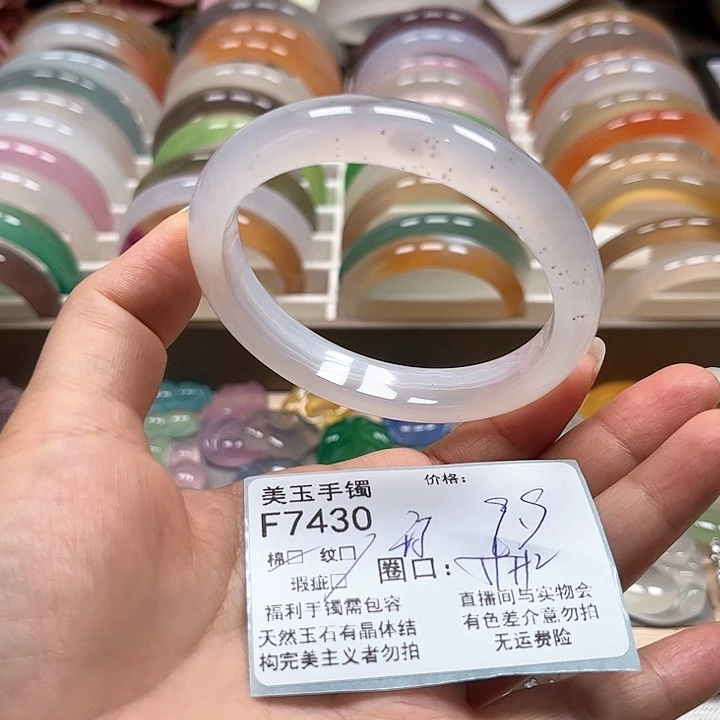 美玉手镯
价格：
F7430
棉□ 纹□
瑕疵□
圈口：
福利手镯需包容
天然玉石有晶体结
构完美主义者勿拍
直播间与实物会
有色差介意勿拍
无运费险